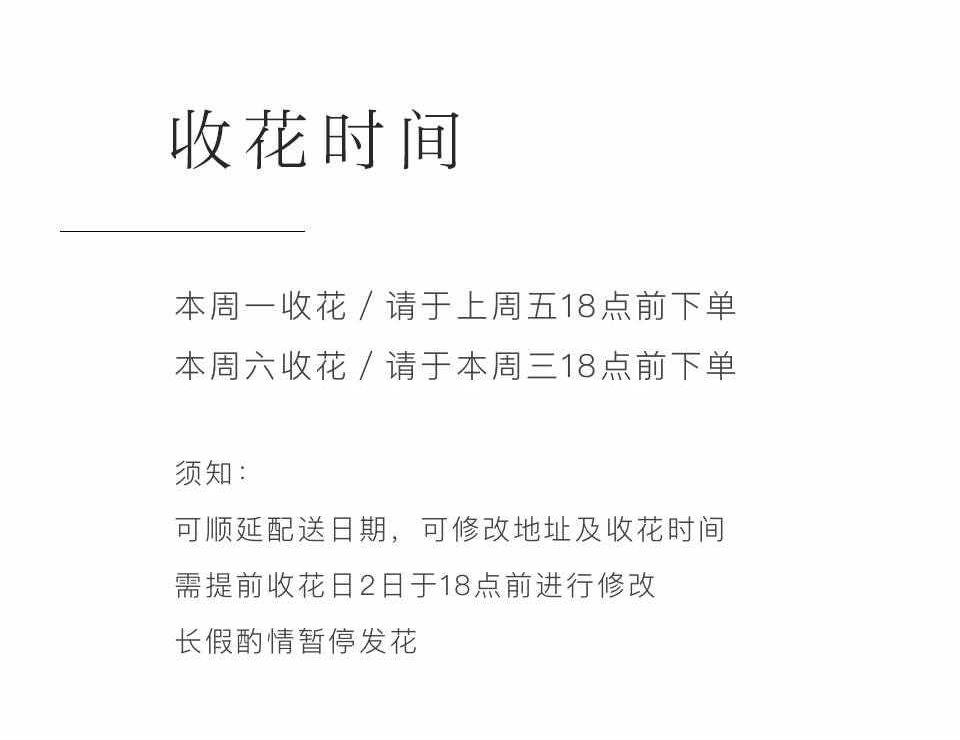 收花时间
本周一收花 / 请于上周五18点前下单
本周六收花 / 请于本周三18点前下单
须知：
可顺延配送日期，可修改地址及收花时间
需提前收花日2日于18点前进行修改
长假酌情暂停发花